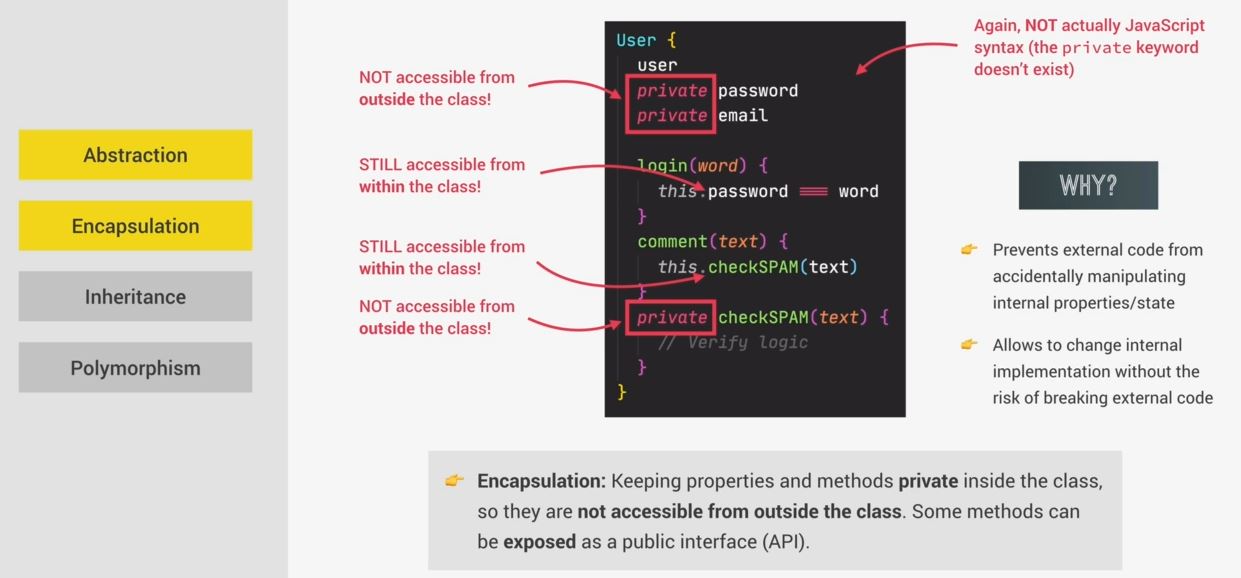 Abstraction
Encapsulation
Inheritance
Polymorphism
NOT accessible from
outside the class!
STILL accessible from
within the class!
STILL accessible from
within the class!
NOT accessible from
outside the class!
User {
user
private password
private email
login(word) {
this.password === word
}
comment(text) {
this.checkSPAM(text)
}
private checkSPAM(text) {
// Verify logic
}
}
Again, NOT actually JavaScript
syntax (the private keyword
doesn't exist)
WHY?
Prevents external code from
accidentally manipulating
internal properties/state
Allows to change internal
implementation without the
risk of breaking external code
Encapsulation: Keeping properties and methods private inside the class,
so they are not accessible from outside the class. Some methods can
be exposed as a public interface (API).